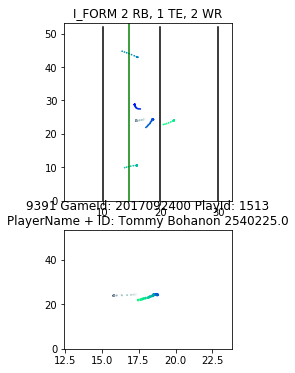 I_FORM 2 RB, 1 TE, 2 WR
50
40
30
20
10
0
10 20 30
9391 GameId: 2017092400 PlayId: 1513
PlayerName + ID: Tommy Bohanon 2540225.0
40
20
0
12.5 15.0 17.5 20.0 22.5